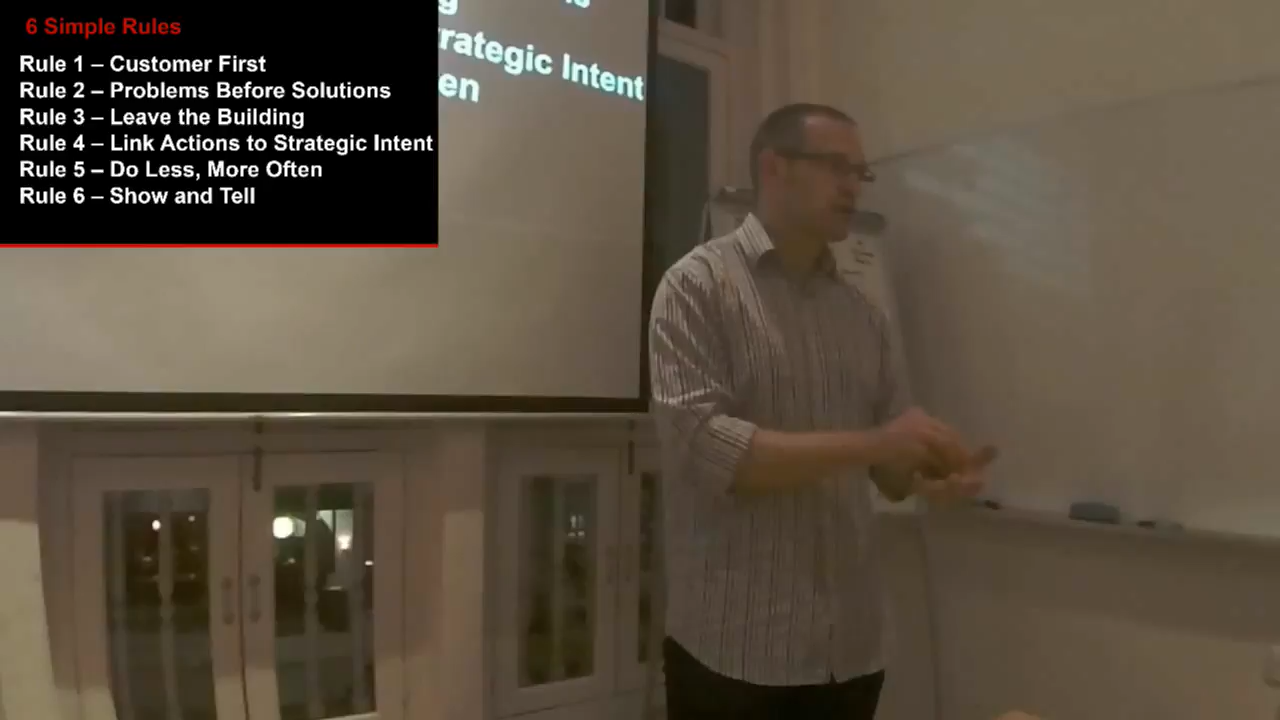 6 Simple Rules
Rule 1 – Customer First
Rule 2 – Problems Before Solutions
Rule 3 – Leave the Building
Rule 4 – Link Actions to Strategic Intent
Rule 5 – Do Less, More Often
Rule 6 – Show and Tell
rategic Intent
en